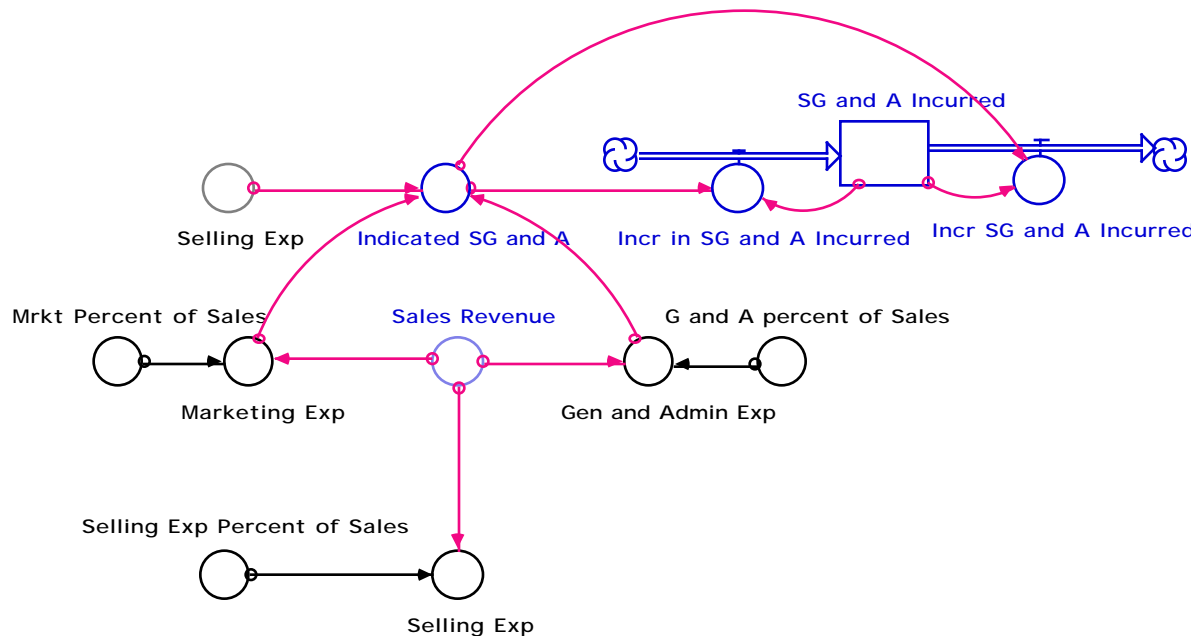 SG and A Incurred
Selling Exp
Indicated SG and A
Incr in SG and A Incurred
Incr SG and A Incurred
Mrkt Percent of Sales
Sales Revenue
G and A percent of Sales
Marketing Exp
Gen and Admin Exp
Selling Exp Percent of Sales
Selling Exp